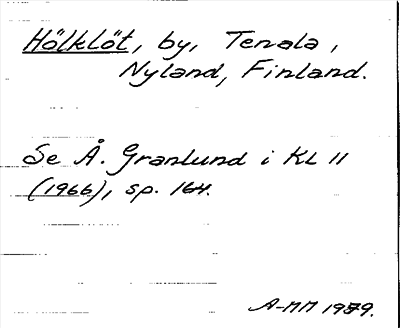 Hölklöt, by, Tenala,
Nyland, Finland.
Se Å. Granlund i KL 11
(1966), sp. 164.
A-MM 1979.